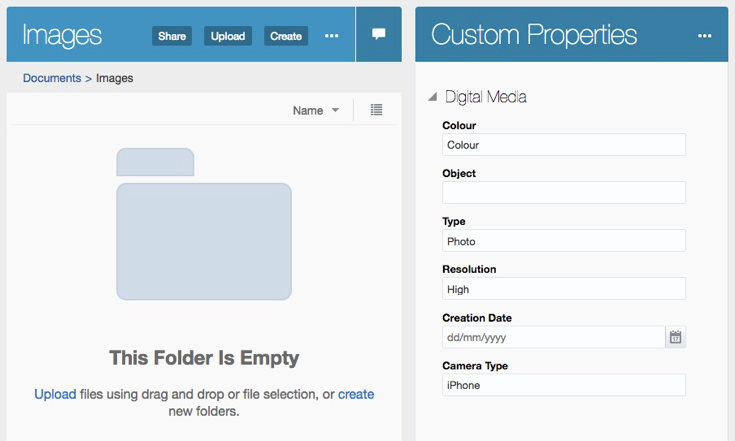 Images
Share Upload Create
Documents > Images
Name
This Folder Is Empty
Upload files using drag and drop or file selection, or create
new folders.
Custom Properties
Digital Media
Colour
Colour
Object
Type
Photo
Resolution
High
Creation Date
dd/mm/yyyy
Camera Type
iPhone